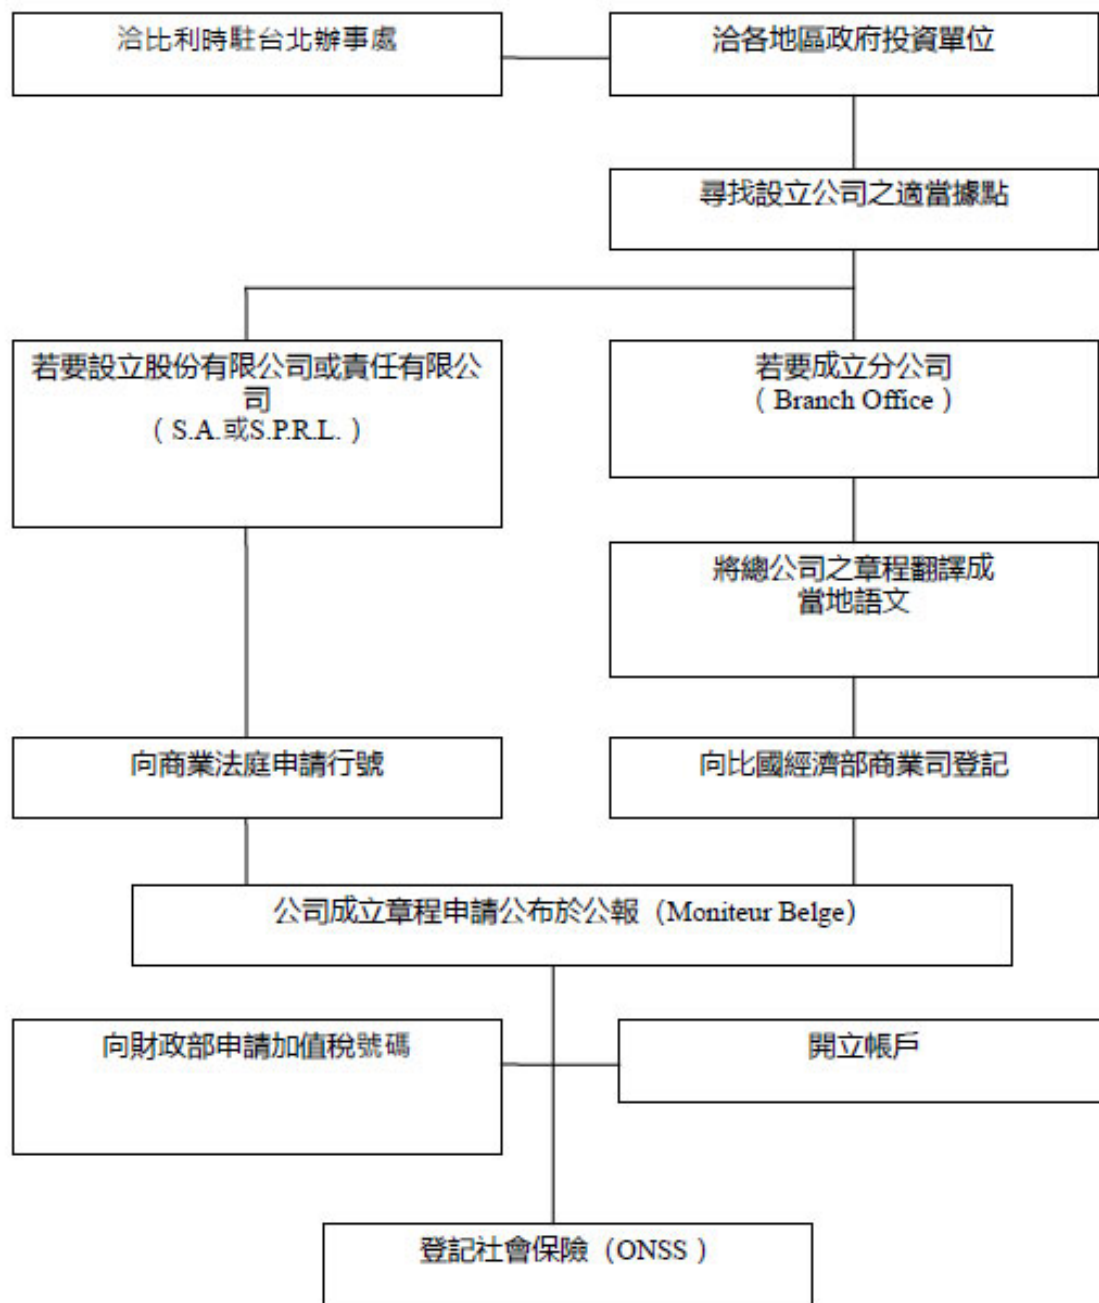 洽比利時駐台北辦事處
洽各地區政府投資單位
尋找設立公司之適當據點
若要設立股份有限公司或責任有限公
司
（S.A.或S.P.R.L.）
若要成立分公司
（Branch Office）
將總公司之章程翻譯成
當地語文
向商業法庭申請行號
向比國經濟部商業司登記
公司成立章程申請公布於公報（Moniteur Belge）
向財政部申請加值稅號碼
開立帳戶
登記社會保險（ONSS）